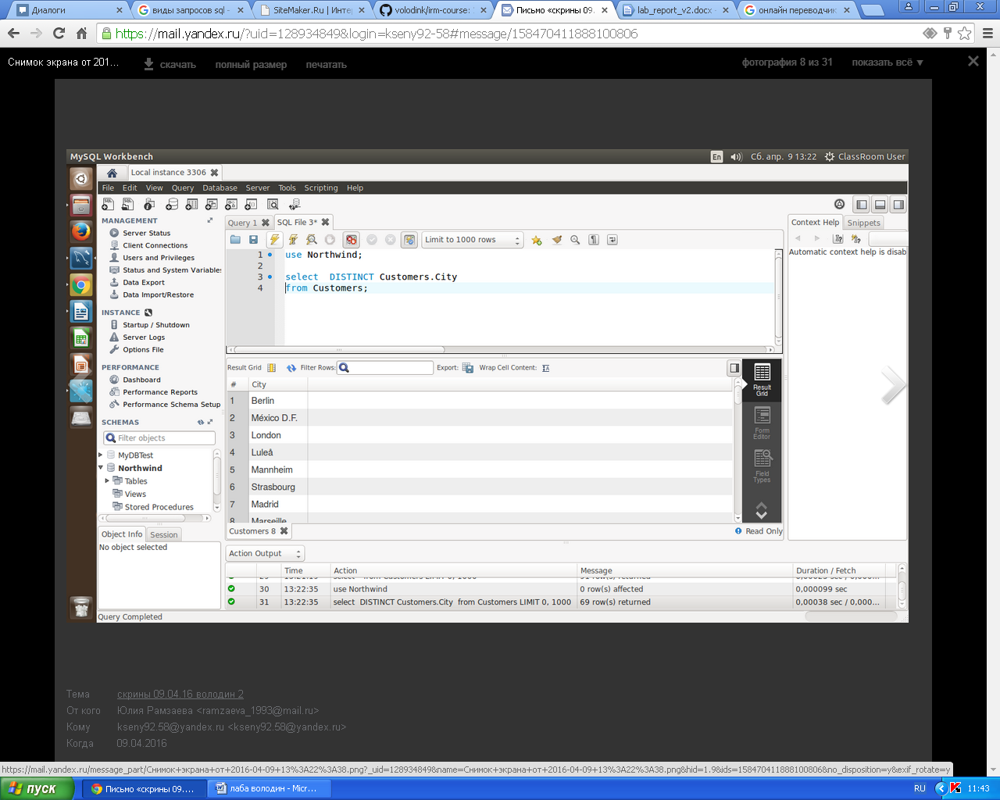 Диалоги
виды запросов sql -
SiteMaker.Ru | Инте
volodink/irm-course:
Письмо «скрины 09.
lab_report_v2.docx
онлайн переводчик
https://mail.yandex.ru/?uid=128934849&login=kseny92-58#message/158470411888100806
Снимок экрана от 201...
скачать
полный размер
печатать
фотография 8 из 31
показать всё
MySQL Workbench
En
Сб. апр. 9 13:22
ClassRoom User
Local instance 3306
File Edit View Query Database Server Tools Scripting Help
MANAGEMENT
Server Status
Client Connections
Users and Privileges
Status and System Variables
Data Export
Data Import/Restore
INSTANCE
Startup / Shutdown
Server Logs
Options File
PERFORMANCE
Dashboard
Performance Reports
Performance Schema Setup
SCHEMAS
Filter objects
MyDBTest
Northwind
Tables
Views
Stored Procedures
Object Info Session
No object selected
Query 1
SQL File 3*
Limit to 1000 rows
1 use Northwind;
2
3 select DISTINCT Customers.City
4 from Customers;
Context Help Snippets
Automatic context help is disab
Result Grid
Filter Rows:
Export:
Wrap Cell Content:
# City
1 Berlin
2 México D.F.
3 London
4 Luleå
5 Mannheim
6 Strasbourg
7 Madrid
8 Marseille
Result Grid
Form Editor
Field Types
Customers 8
Read Only
Action Output
Time Action Message Duration / Fetch
30 13:22:35 use Northwind 0 row(s) affected 0,000099 sec
31 13:22:35 select DISTINCT Customers.City from Customers LIMIT 0, 1000 69 row(s) returned 0,00038 sec / 0,000...
Query Completed
Тема скрины 09.04.16 володин 2
От кого Юлия Рамзаева <ramzaeva_1993@mail.ru>
Кому kseny92.58@yandex.ru <kseny92.58@yandex.ru>
Когда 09.04.2016
https://mail.yandex.ru/message_part/Снимок+экрана+от+2016-04-09+13%3A22%3A38.png?_uid=128934849&name=Снимок+экрана+от+2016-04-09+13%3A22%3A38.png&hid=1.9&ids=158470411888100806&no_disposition=y&exif_rotate=y
пуск
Письмо «скрины 09....
лаба володин - Micr...
RU
11:43